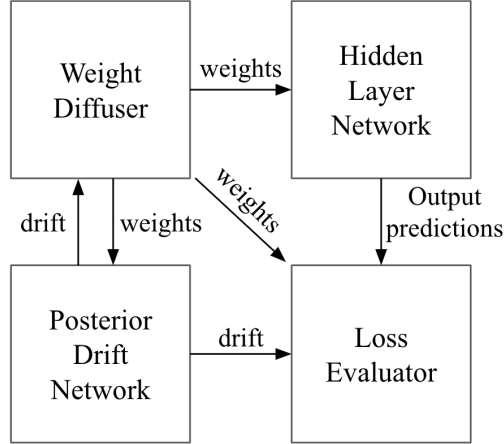 Weight
Diffuser
weights
Hidden
Layer
Network
drift
weights
weights
Output
predictions
Posterior
Drift
Network
drift
Loss
Evaluator